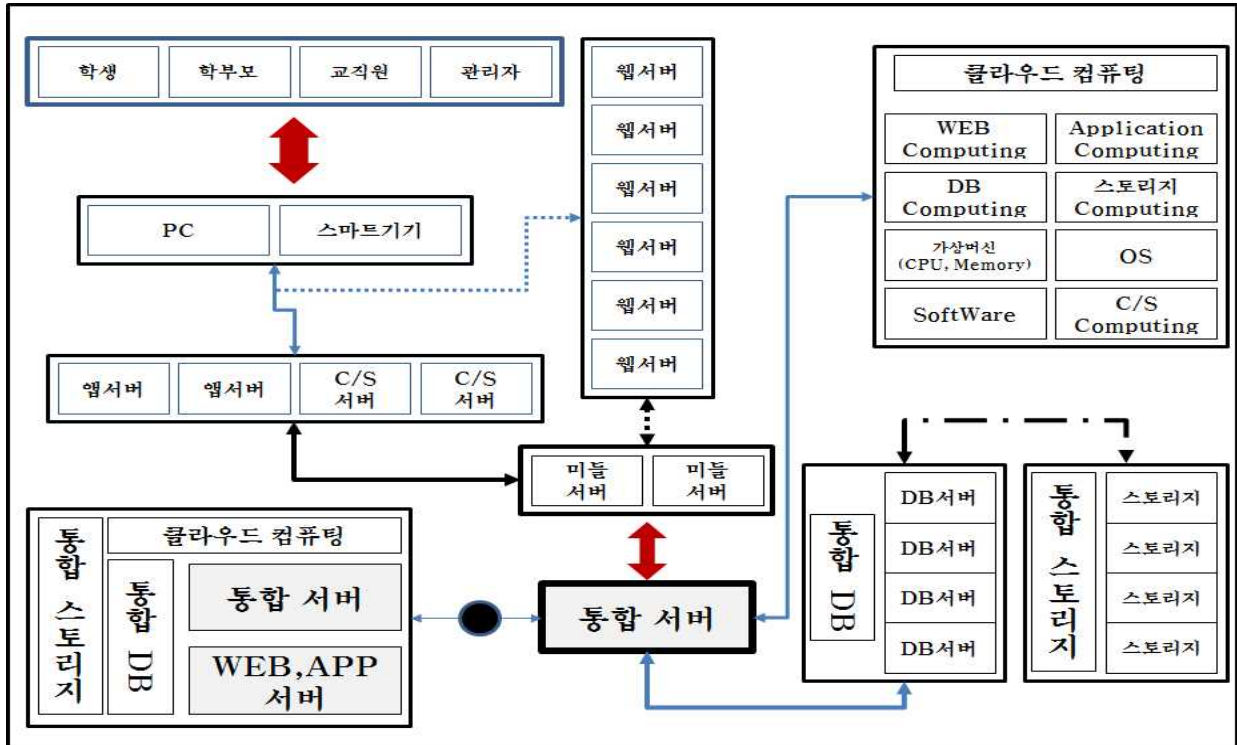 학생
학부모
교직원
관리자
PC
스마트기기
앱서버
앱서버
C/S
서버
C/S
서버
웹서버
웹서버
웹서버
웹서버
웹서버
웹서버
미들
서버
미들
서버
클라우드 컴퓨팅
WEB
Computing
Application
Computing
DB
Computing
스토리지
Computing
가상버신
(CPU, Memory)
OS
SoftWare
C/S
Computing
통합 스토리지
클라우드 컴퓨팅
통합 DB
통합 서버
WEB,APP
서버
통합 서버
통합 DB
DB서버
DB서버
DB서버
DB서버
통합 스토리지
스토리지
스토리지
스토리지
스토리지